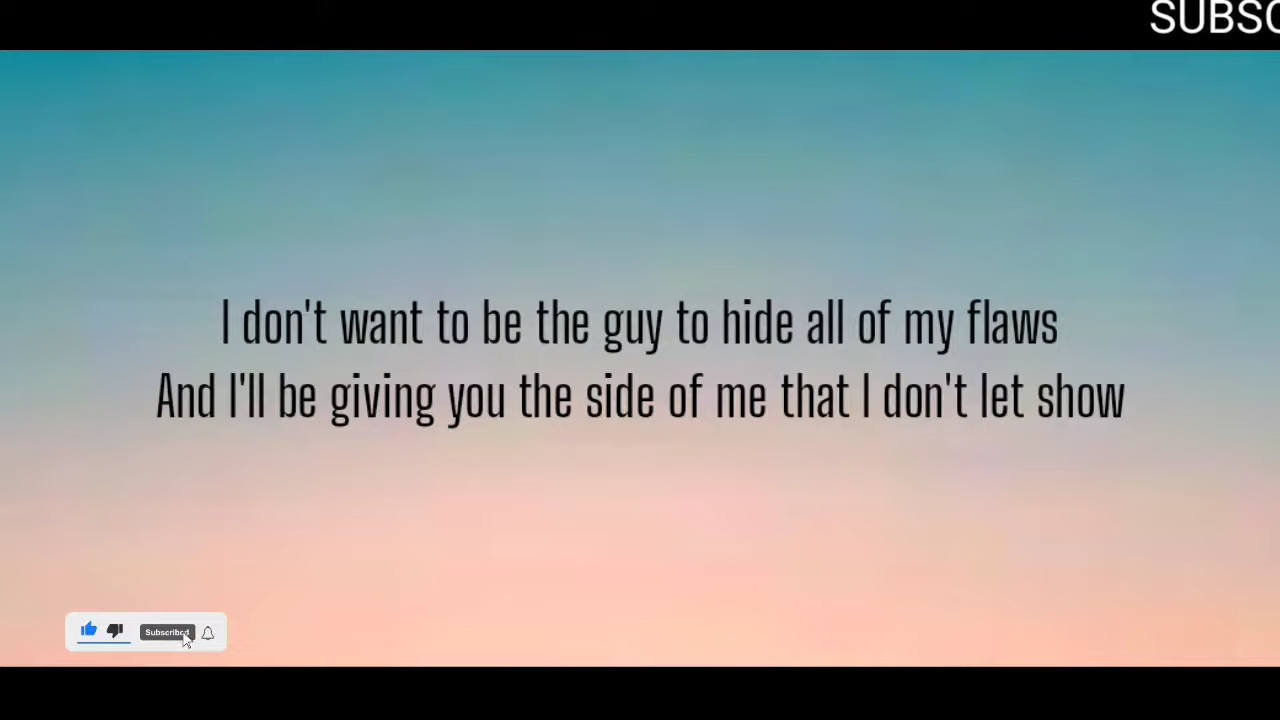 SUBSC
I don't want to be the guy to hide all of my flaws
And I'll be giving you the side of me that I don't let show
Subscribed